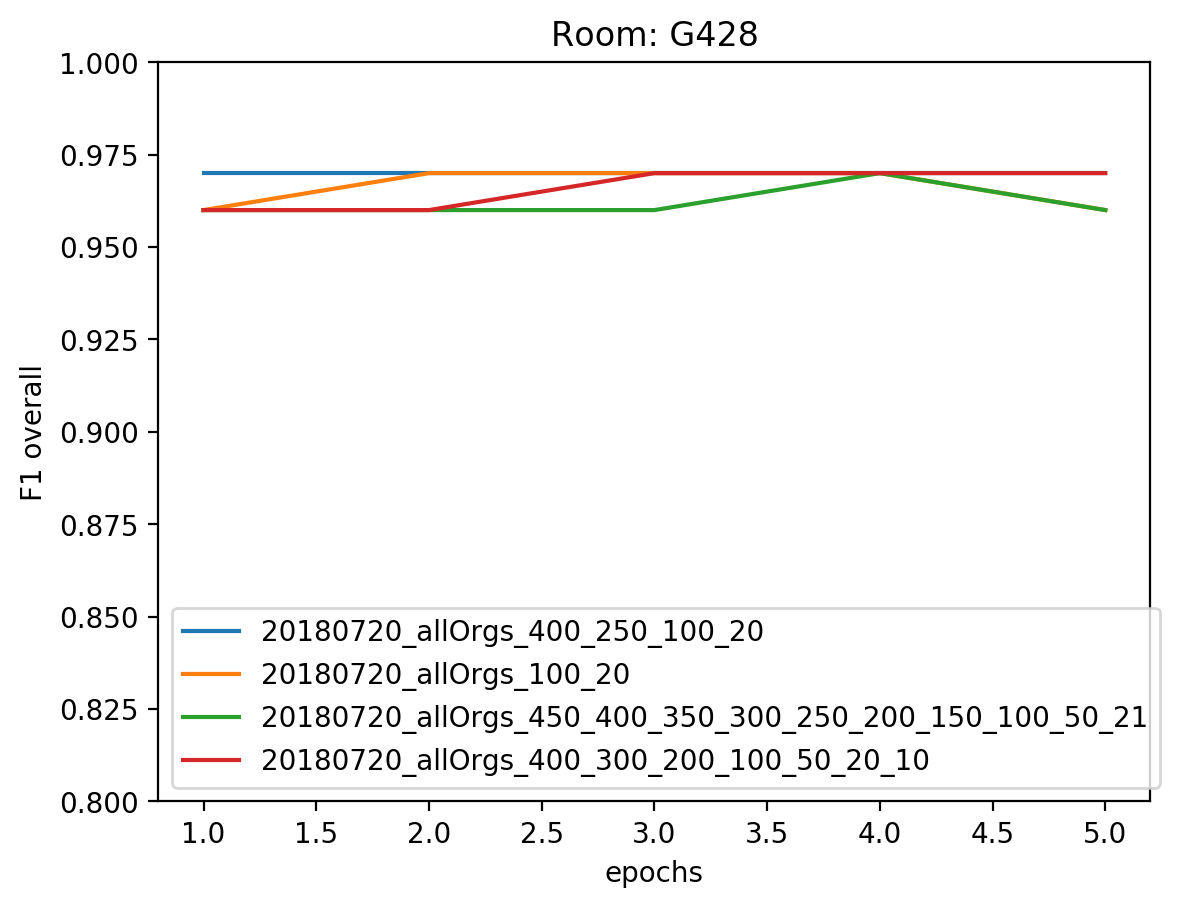 Room: G428
1.000
0.975
0.950
0.925
0.900
0.875
0.850
0.825
0.800
F1 overall
20180720_allOrgs_400_250_100_20
20180720_allOrgs_100_20
20180720_allOrgs_450_400_350_300_250_200_150_100_50_21
20180720_allOrgs_400_300_200_100_50_20_10
1.0 1.5 2.0 2.5 3.0 3.5 4.0 4.5 5.0
epochs